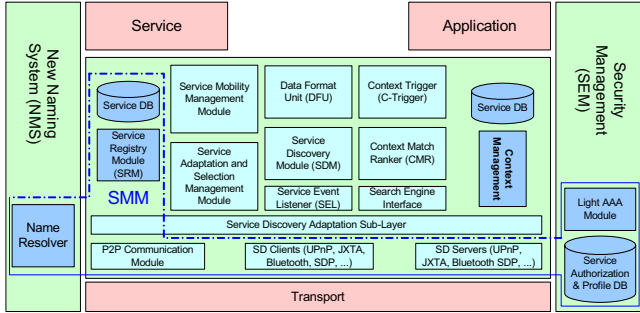 New Naming
System (NMS)
Service
Application
Security
Management
(SEM)
Service DB
Service
Registry
Module
(SRM)
SMM
Service Mobility
Management
Module
Service
Adaptation and
Selection
Management
Module
Data Format
Unit (DFU)
Service
Discovery
Module (SDM)
Service Event
Listener (SEL)
Context Trigger
(C-Trigger)
Context Match
Ranker (CMR)
Search Engine
Interface
Service DB
Context
Management
Name
Resolver
Light AAA
Module
Service
Authorization
& Profile DB
Service Discovery Adaptation Sub-Layer
P2P Communication
Module
SD Clients (UPnP, JXTA,
Bluetooth, SDP, ...)
SD Servers (UPnP,
JXTA, Bluetooth SDP, ...)
Transport